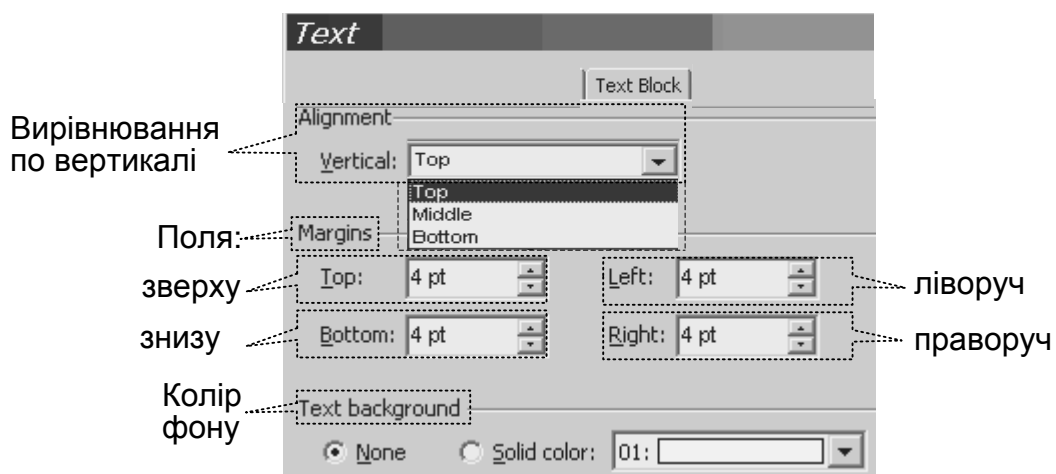 Text
Text Block
Alignment
Вирівнювання
по вертикалі
Vertical: Top
Top
Middle
Bottom
Поля:
Margins
зверху
Top: 4 pt
Left: 4 pt
ліворуч
знизу
Bottom: 4 pt
Right: 4 pt
праворуч
Колір
фону
Text background
None
Solid color: 01: